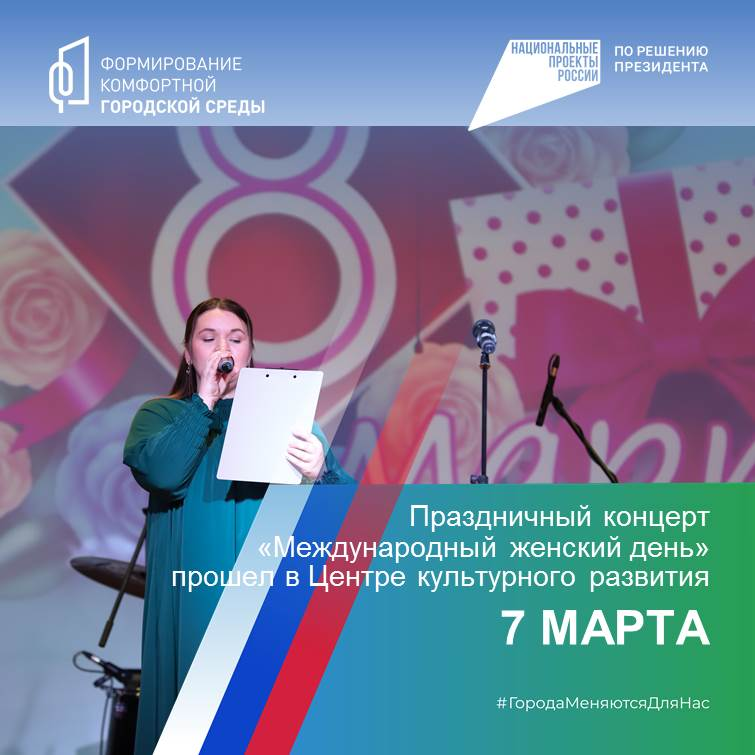 ФОРМИРОВАНИЕ
КОМФОРТНОЙ
ГОРОДСКОЙ СРЕДЫ
НАЦИОНАЛЬНЫЕ
ПРОЕКТЫ
РОССИИ
ПО РЕШЕНИЮ
ПРЕЗИДЕНТА
8
Праздничный концерт
«Международный женский день»
прошел в Центре культурного развития
7 МАРТА
#ГородаМеняютсяДляНас